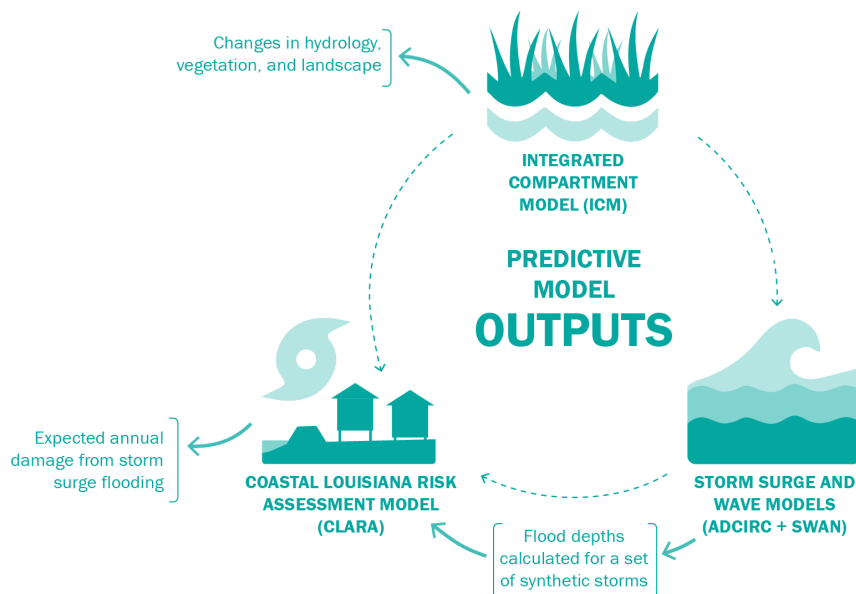 Changes in hydrology,
vegetation, and landscape
INTEGRATED
COMPARTMENT
MODEL (ICM)
PREDICTIVE
MODEL
OUTPUTS
Expected annual
damage from storm
surge flooding
COASTAL LOUISIANA RISK
ASSESSMENT MODEL
(CLARA)
STORM SURGE AND
WAVE MODELS
(ADCIRC + SWAN)
Flood depths
calculated for a set
of synthetic storms